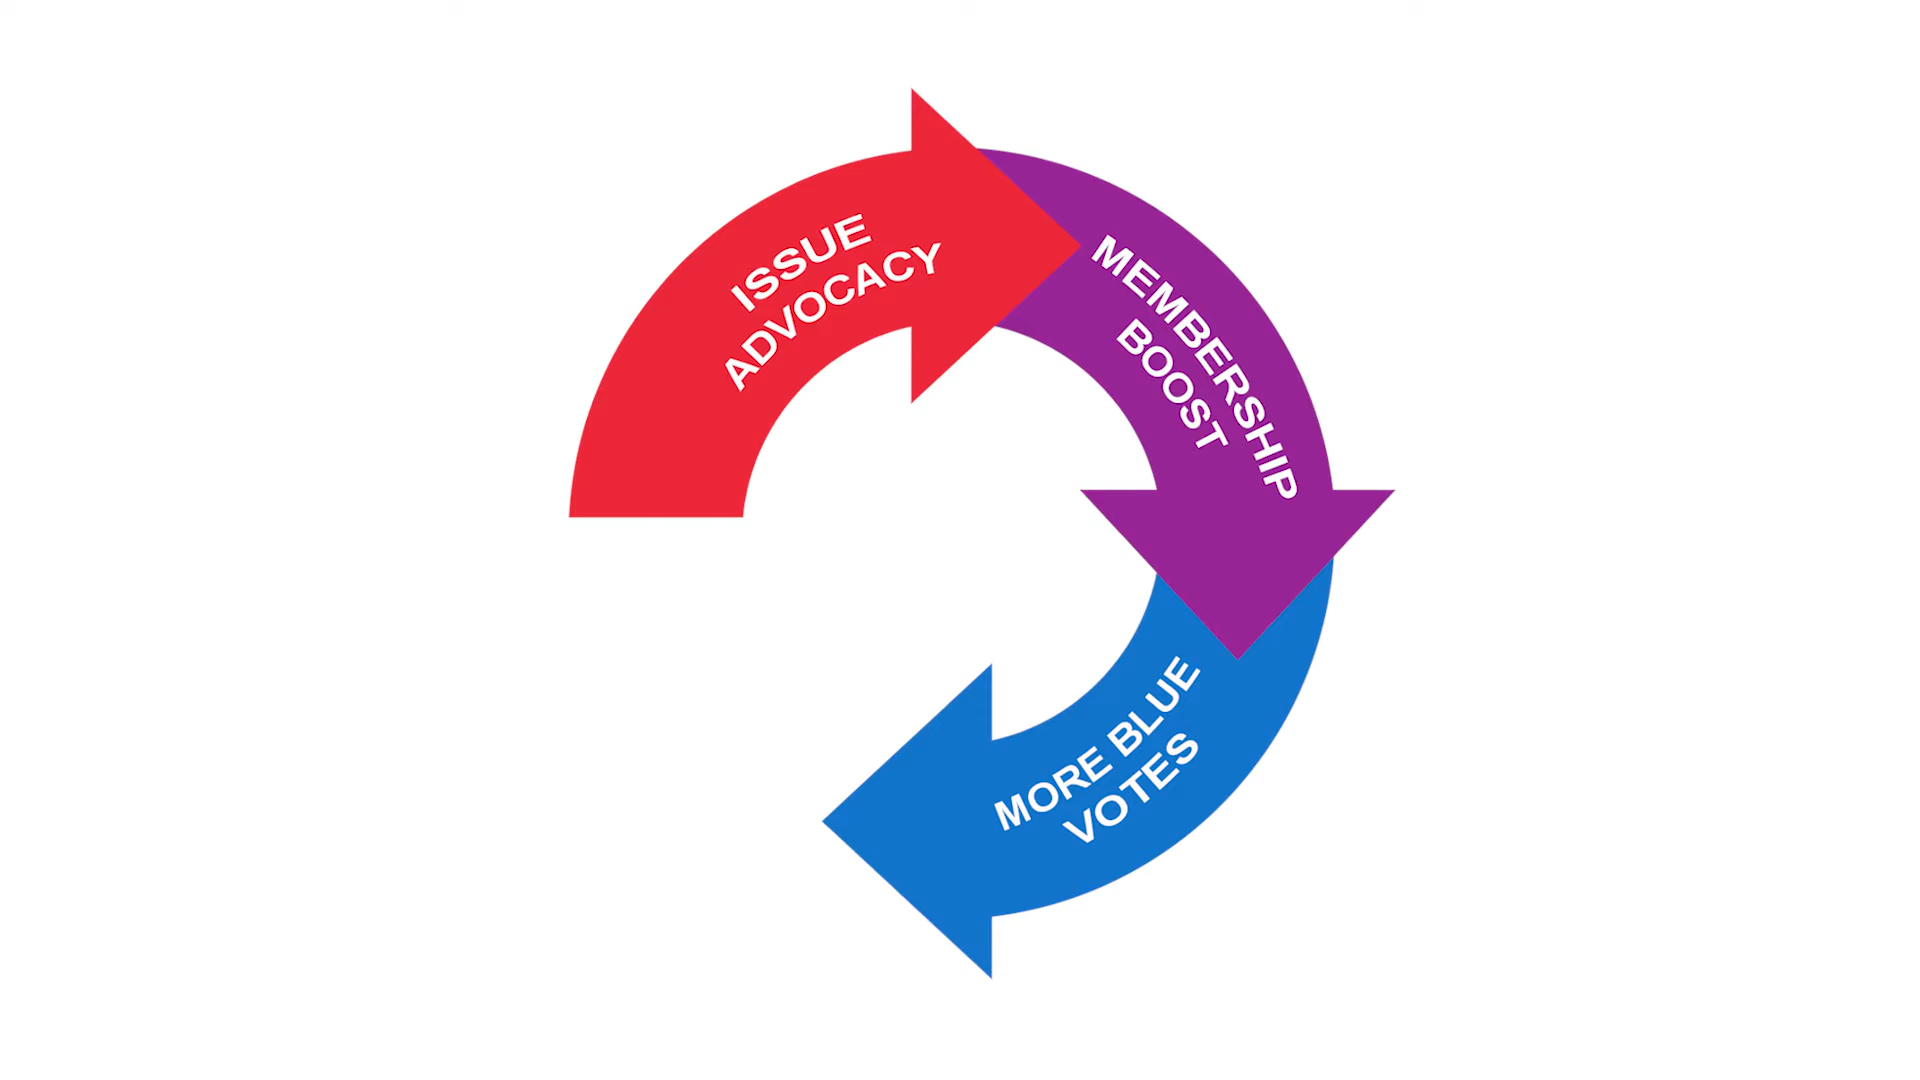 ISSUE
ADVOCACY
MEMBERSHIP
BOOST
MORE BLUE
VOTES